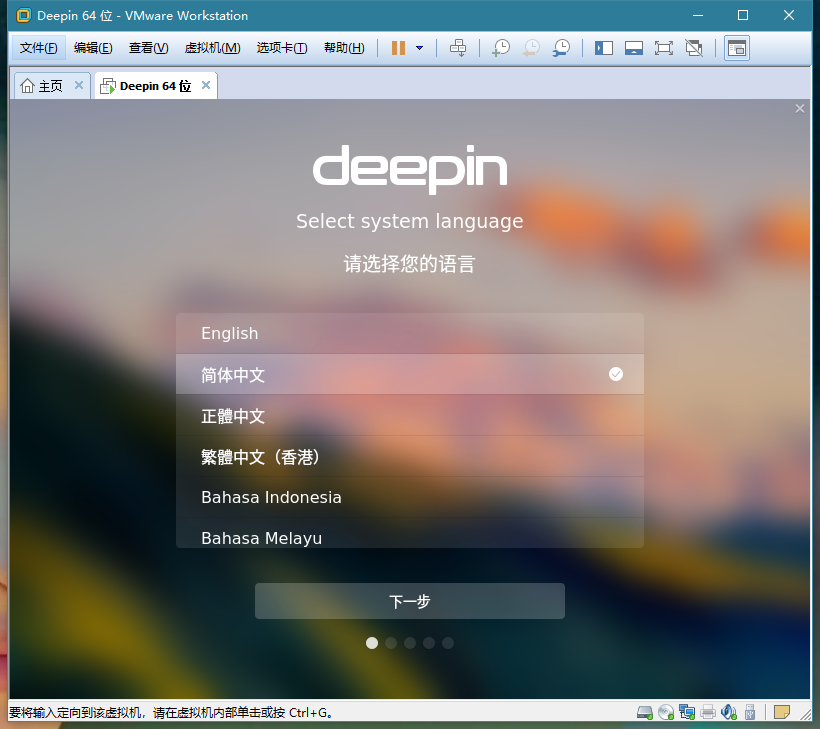 Deepin 64 位 - VMware Workstation
文件(F) 编辑(E) 查看(V) 虚拟机(M) 选项卡(T) 帮助(H)
主页 Deepin 64 位
deepin
Select system language
请选择您的语言
English
简体中文
正體中文
繁體中文（香港）
Bahasa Indonesia
Bahasa Melayu
下一步
要将输入定向到该虚拟机，请在虚拟机内部单击或按 Ctrl+G。